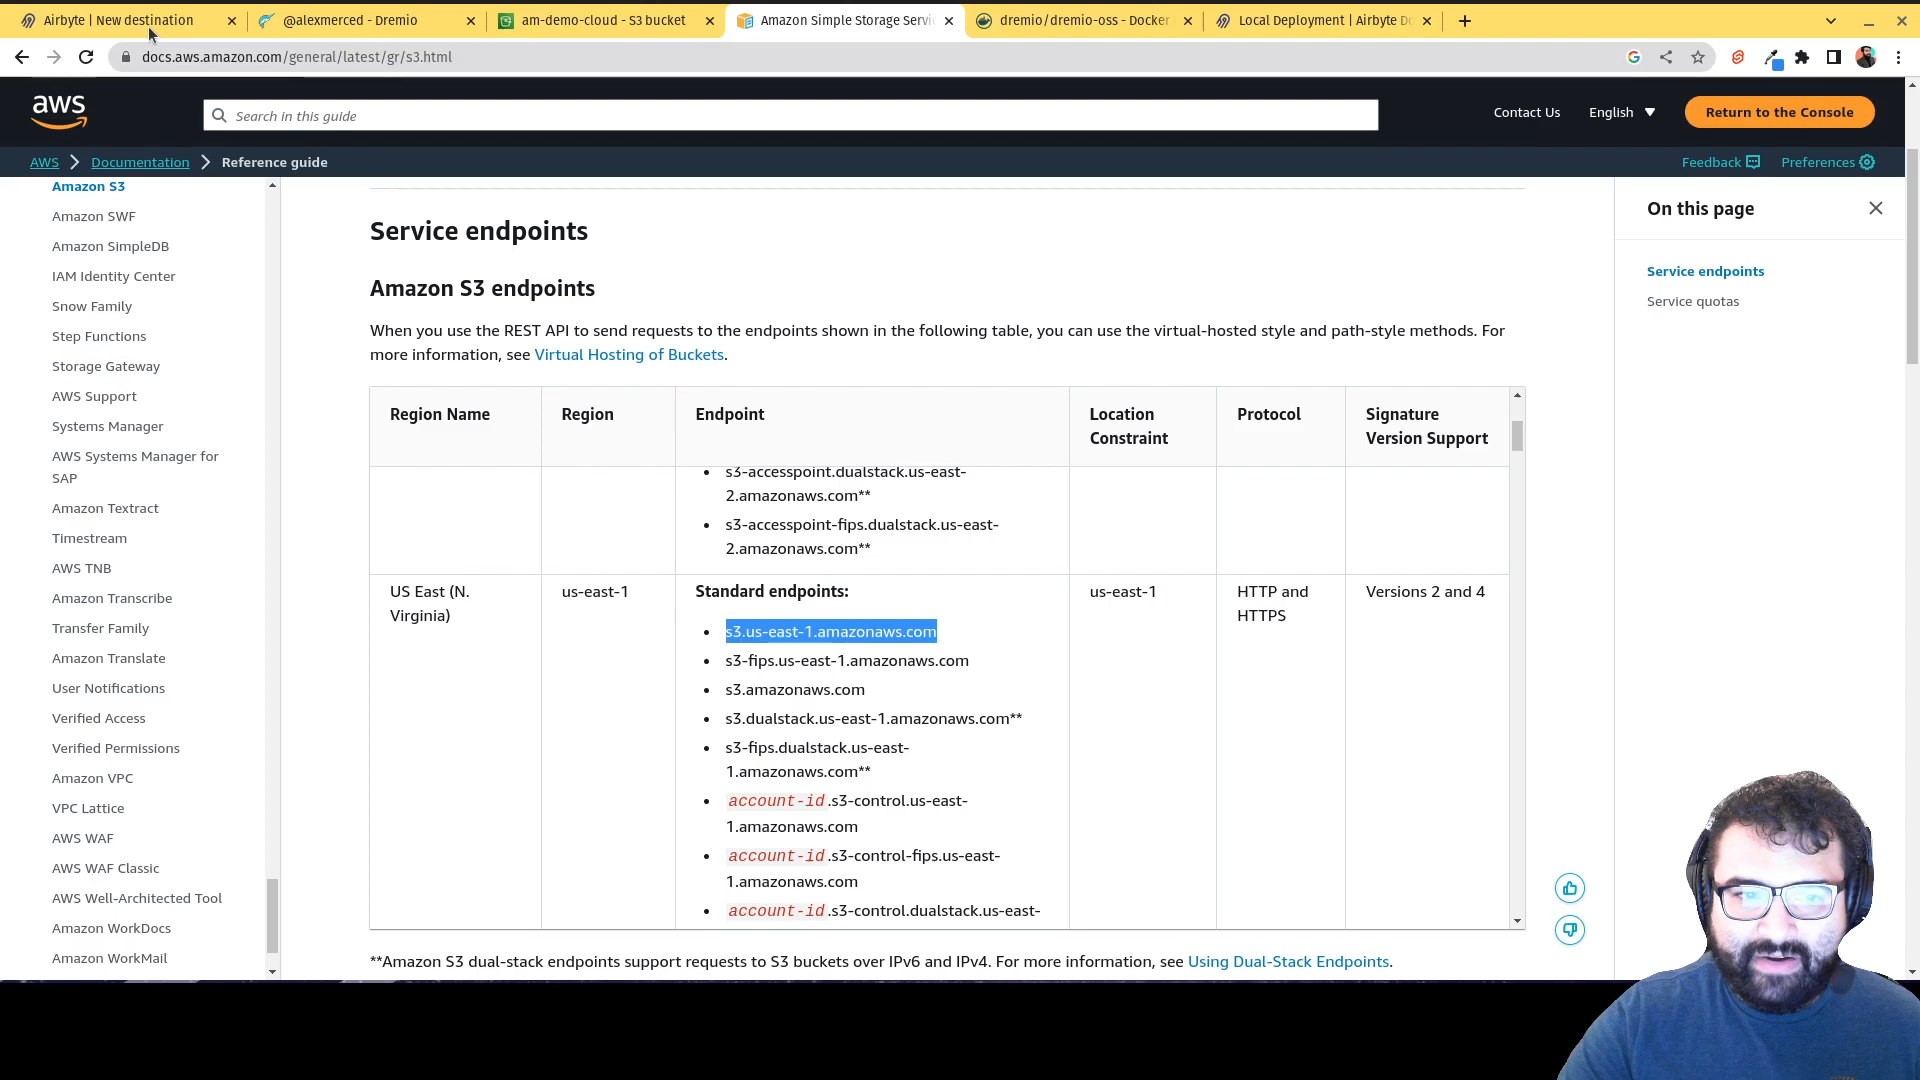 Airbyte | New destination
@alexmerced - Dremio
am-demo-cloud - S3 bucket
Amazon Simple Storage Servi
dremio/dremio-oss - Docker
Local Deployment | Airbyte Do
docs.aws.amazon.com/general/latest/gr/s3.html
aws
Search in this guide
Contact Us
English
Return to the Console
AWS
Documentation
Reference guide
Feedback
Preferences
Amazon S3
Amazon SWF
Amazon SimpleDB
IAM Identity Center
Snow Family
Step Functions
Storage Gateway
AWS Support
Systems Manager
AWS Systems Manager for
SAP
Amazon Textract
Timestream
AWS TNB
Amazon Transcribe
Transfer Family
Amazon Translate
User Notifications
Verified Access
Verified Permissions
Amazon VPC
VPC Lattice
AWS WAF
AWS WAF Classic
AWS Well-Architected Tool
Amazon WorkDocs
Amazon WorkMail
Service endpoints
Amazon S3 endpoints
When you use the REST API to send requests to the endpoints shown in the following table, you can use the virtual-hosted style and path-style methods. For
more information, see Virtual Hosting of Buckets.
Region Name
Region
Endpoint
Location
Constraint
Protocol
Signature
Version Support
s3-accesspoint.dualstack.us-east-
2.amazonaws.com**
s3-accesspoint-fips.dualstack.us-east-
2.amazonaws.com**
US East (N.
Virginia)
us-east-1
Standard endpoints:
s3.us-east-1.amazonaws.com
s3-fips.us-east-1.amazonaws.com
s3.amazonaws.com
s3.dualstack.us-east-1.amazonaws.com**
s3-fips.dualstack.us-east-
1.amazonaws.com**
account-id.s3-control.us-east-
1.amazonaws.com
account-id.s3-control-fips.us-east-
1.amazonaws.com
account-id.s3-control.dualstack.us-east-
us-east-1
HTTP and
HTTPS
Versions 2 and 4
**Amazon S3 dual-stack endpoints support requests to S3 buckets over IPv6 and IPv4. For more information, see Using Dual-Stack Endpoints.
On this page
Service endpoints
Service quotas